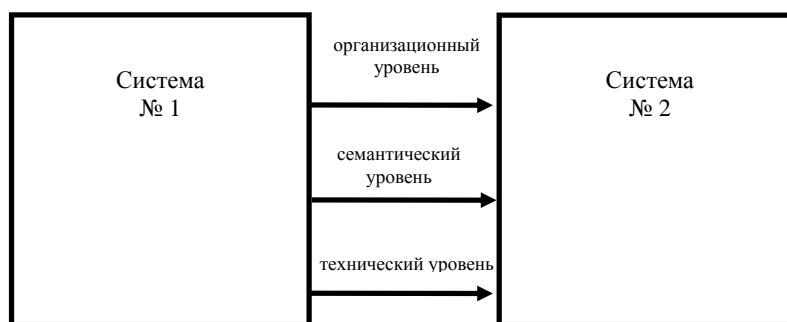 Система
№ 1
организационный
уровень
семантический
уровень
технический уровень
Система
№ 2